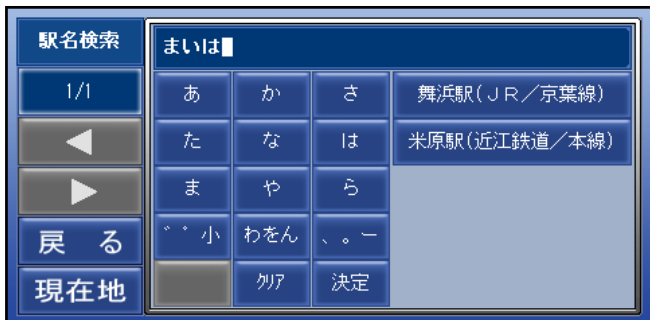 駅名検索
まいは
1/1
あ か さ 舞浜駅(JR/京葉線)
た な は 米原駅(近江鉄道/本線)
ま や ら
戻 る
゛゜小 わをん 、。ー
現在地
クリア 決定